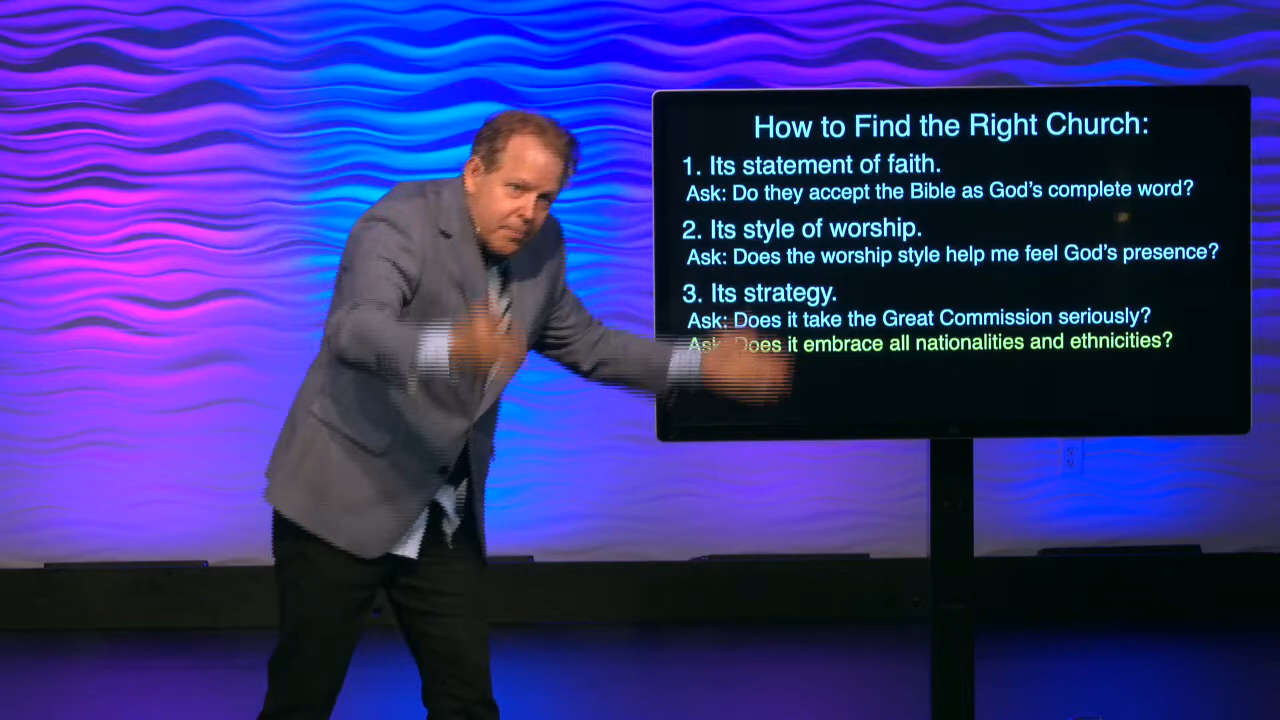 How to Find the Right Church:
1. Its statement of faith.
Ask: Do they accept the Bible as God's complete word?
2. Its style of worship.
Ask: Does the worship style help me feel God's presence?
3. Its strategy.
Ask: Does it take the Great Commission seriously?
Ask: Does it embrace all nationalities and ethnicities?